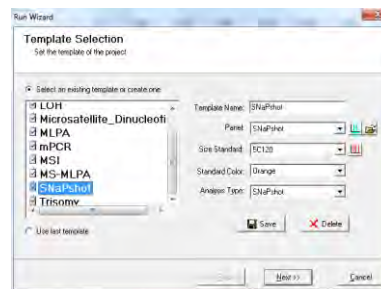 Run Wizard
Template Selection
Set the template of the project
Select an existing template or create one
LOH
Microsatellite_Dinucleoti
MLPA
mPCR
MSI
MS-MLPA
SNaPshot
Trisomy
Use last template
Template Name: SNaPshot
Panel: SNaPshot
Size Standard: SC120
Standard Color: Orange
Analysis Type: SNaPshot
Save
Delete
Next >>
Cancel